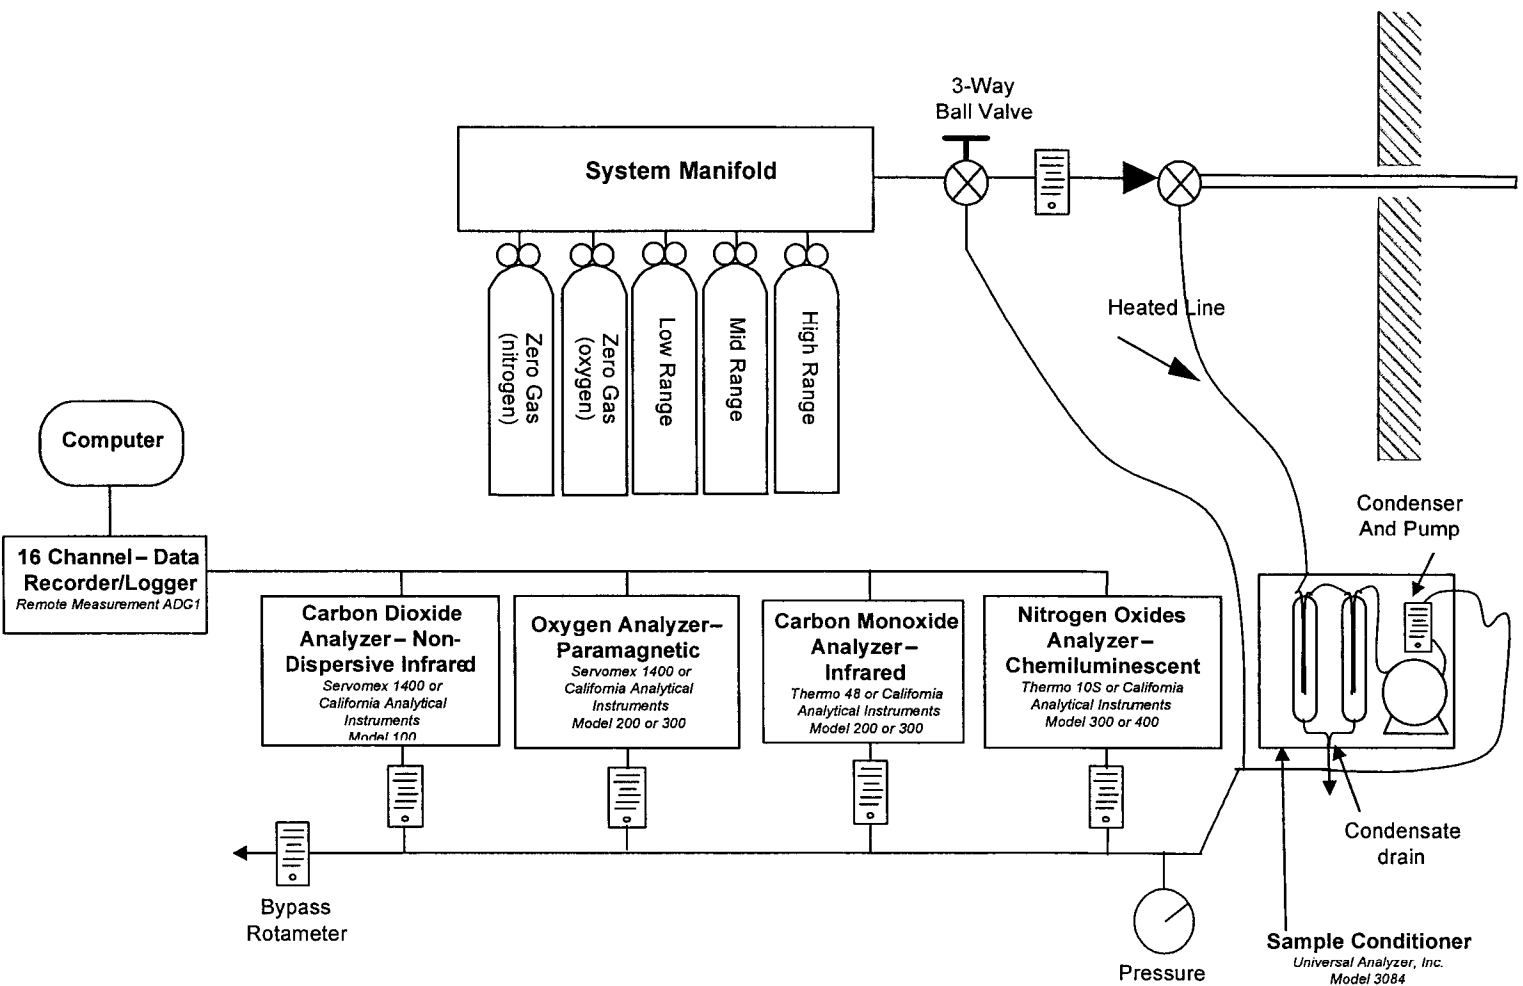 3-Way
Ball Valve
System Manifold
Heated Line
Zero Gas
(nitrogen)
Zero Gas
(oxygen)
Low Range
Mid Range
High Range
Computer
Condenser
And Pump
16 Channel – Data
Recorder/Logger
Remote Measurement ADG1
Carbon Dioxide
Analyzer – Non-
Dispersive Infrared
Servomex 1400 or
California Analytical
Instruments
Model 100
Oxygen Analyzer–
Paramagnetic
Servomex 1400 or
California Analytical
Instruments
Model 200 or 300
Carbon Monoxide
Analyzer –
Infrared
Thermo 48 or California
Analytical Instruments
Model 200 or 300
Nitrogen Oxides
Analyzer –
Chemiluminescent
Thermo 10S or California
Analytical Instruments
Model 300 or 400
Condensate
drain
Bypass
Rotameter
Pressure
Sample Conditioner
Universal Analyzer, Inc.
Model 3084